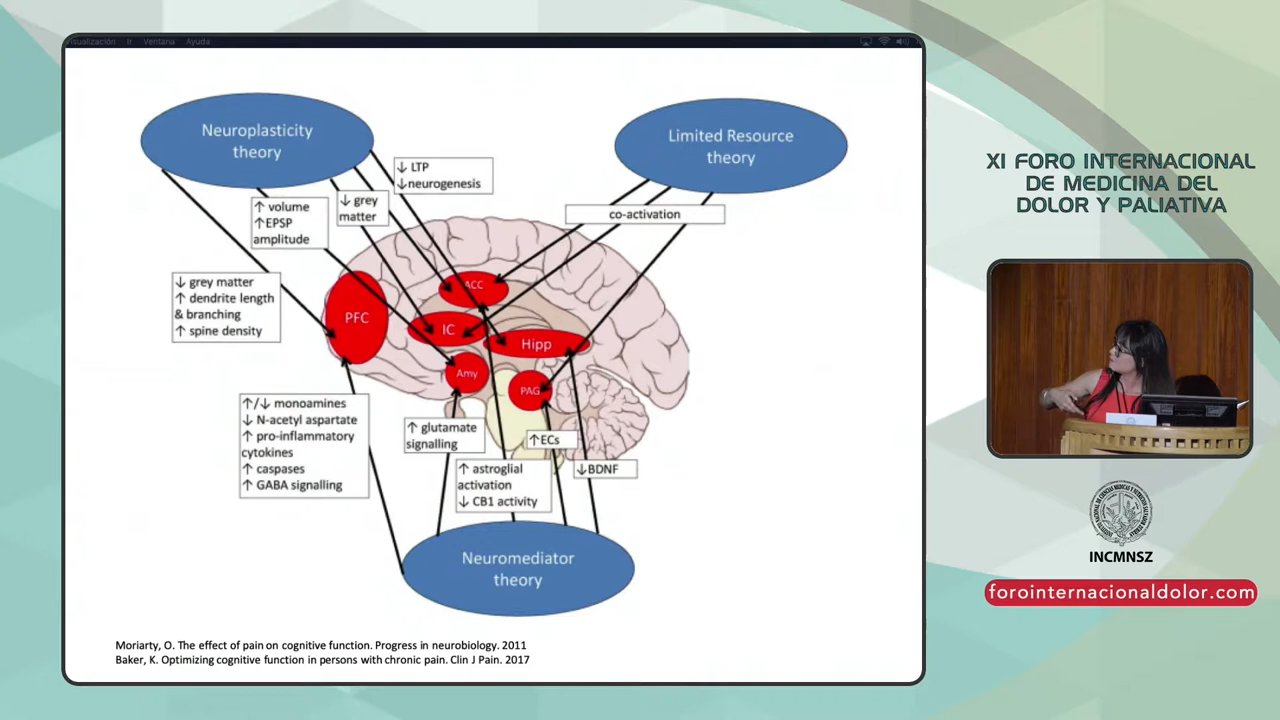 Visualización Ir Ventana Ayuda
Neuroplasticity
theory
Limited Resource
theory
↓ LTP
↓neurogenesis
↓ grey
matter
↑ volume
↑EPSP
amplitude
co-activation
↓ grey matter
↑ dendrite length
& branching
↑ spine density
ACC
PFC
IC
Hipp
Amy
PAG
↑/↓ monoamines
↓ N-acetyl aspartate
↑ pro-inflammatory
cytokines
↑ caspases
↑ GABA signalling
↑ glutamate
signalling
↑ECs
↑ astroglial
activation
↓ CB1 activity
↓BDNF
Neuromediator
theory
Moriarty, O. The effect of pain on cognitive function. Progress in neurobiology. 2011
Baker, K. Optimizing cognitive function in persons with chronic pain. Clin J Pain. 2017
XI FORO INTERNACIONAL
DE MEDICINA DEL
DOLOR Y PALIATIVA
INCMNSZ
forointernacionaldolor.com